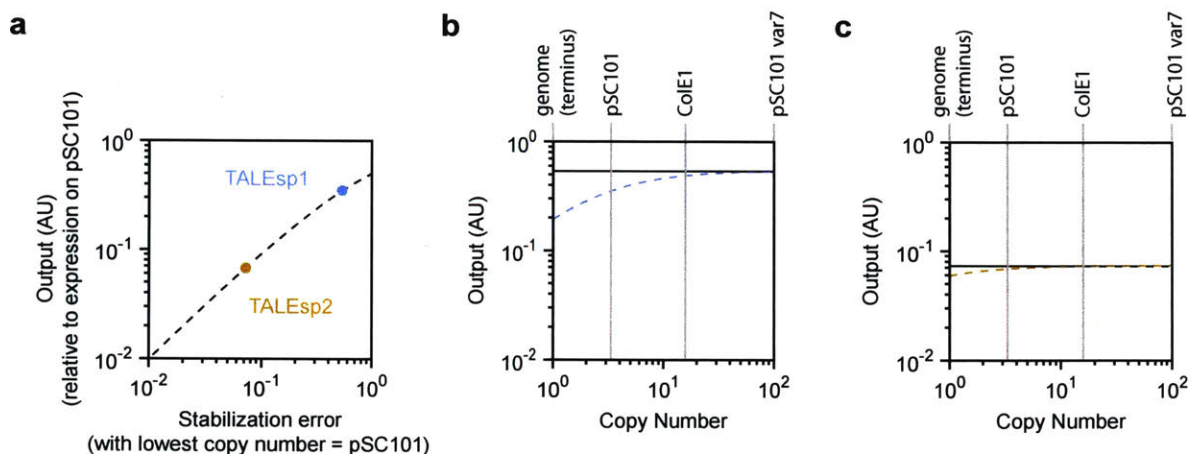 a
b
c
genome
(terminus)
pSC101
ColE1
pSC101 var7
genome
(terminus)
pSC101
ColE1
pSC101 var7
Output (AU)
(relative to expression on pSC101)
10^0
10^-1
10^-2
TALEsp1
TALEsp2
10^-2
10^-1
10^0
Stabilization error
(with lowest copy number = pSC101)
Output (AU)
10^0
10^-1
10^-2
10^0
10^1
10^2
Copy Number
Output (AU)
10^0
10^-1
10^-2
10^0
10^1
10^2
Copy Number